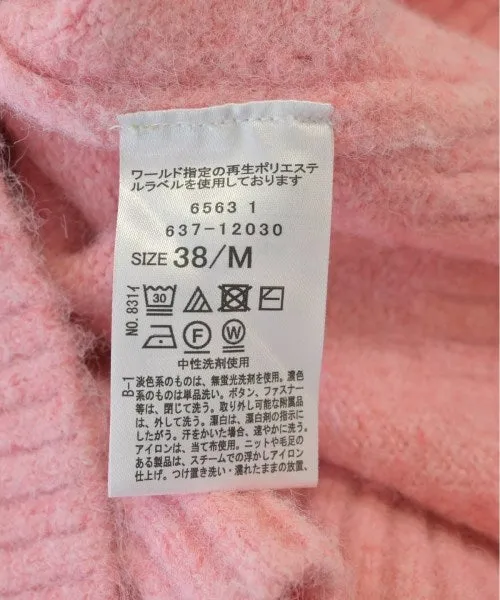 ワールド指定の再生ポリエステ
ルラベルを使用しております
6563 1
637-12030
SIZE 38/M
NO. 831イ
30
F
W
中性洗剤使用
B-1
淡色系のものは、無蛍光洗剤を使用。濃色
系のものは単品洗い。ボタン、ファスナー
等は、閉じて洗う。取り外し可能な附属品
は、外して洗う。漂白は、漂白剤の指示に
したがう。汗をかいた場合、速やかに洗う。
アイロンは、当て布使用。ニットや毛足の
ある製品は、スチームでの浮かしアイロン
仕上げ。つけ置き洗い・濡れたままの放置、